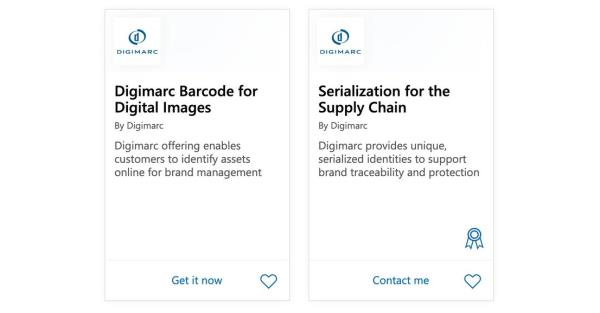 DIGIMARC
Digimarc Barcode for
Digital Images
By Digimarc
Digimarc offering enables
customers to identify assets
online for brand management
Get it now
DIGIMARC
Serialization for the
Supply Chain
By Digimarc
Digimarc provides unique,
serialized identities to support
brand traceability and protection
Contact me